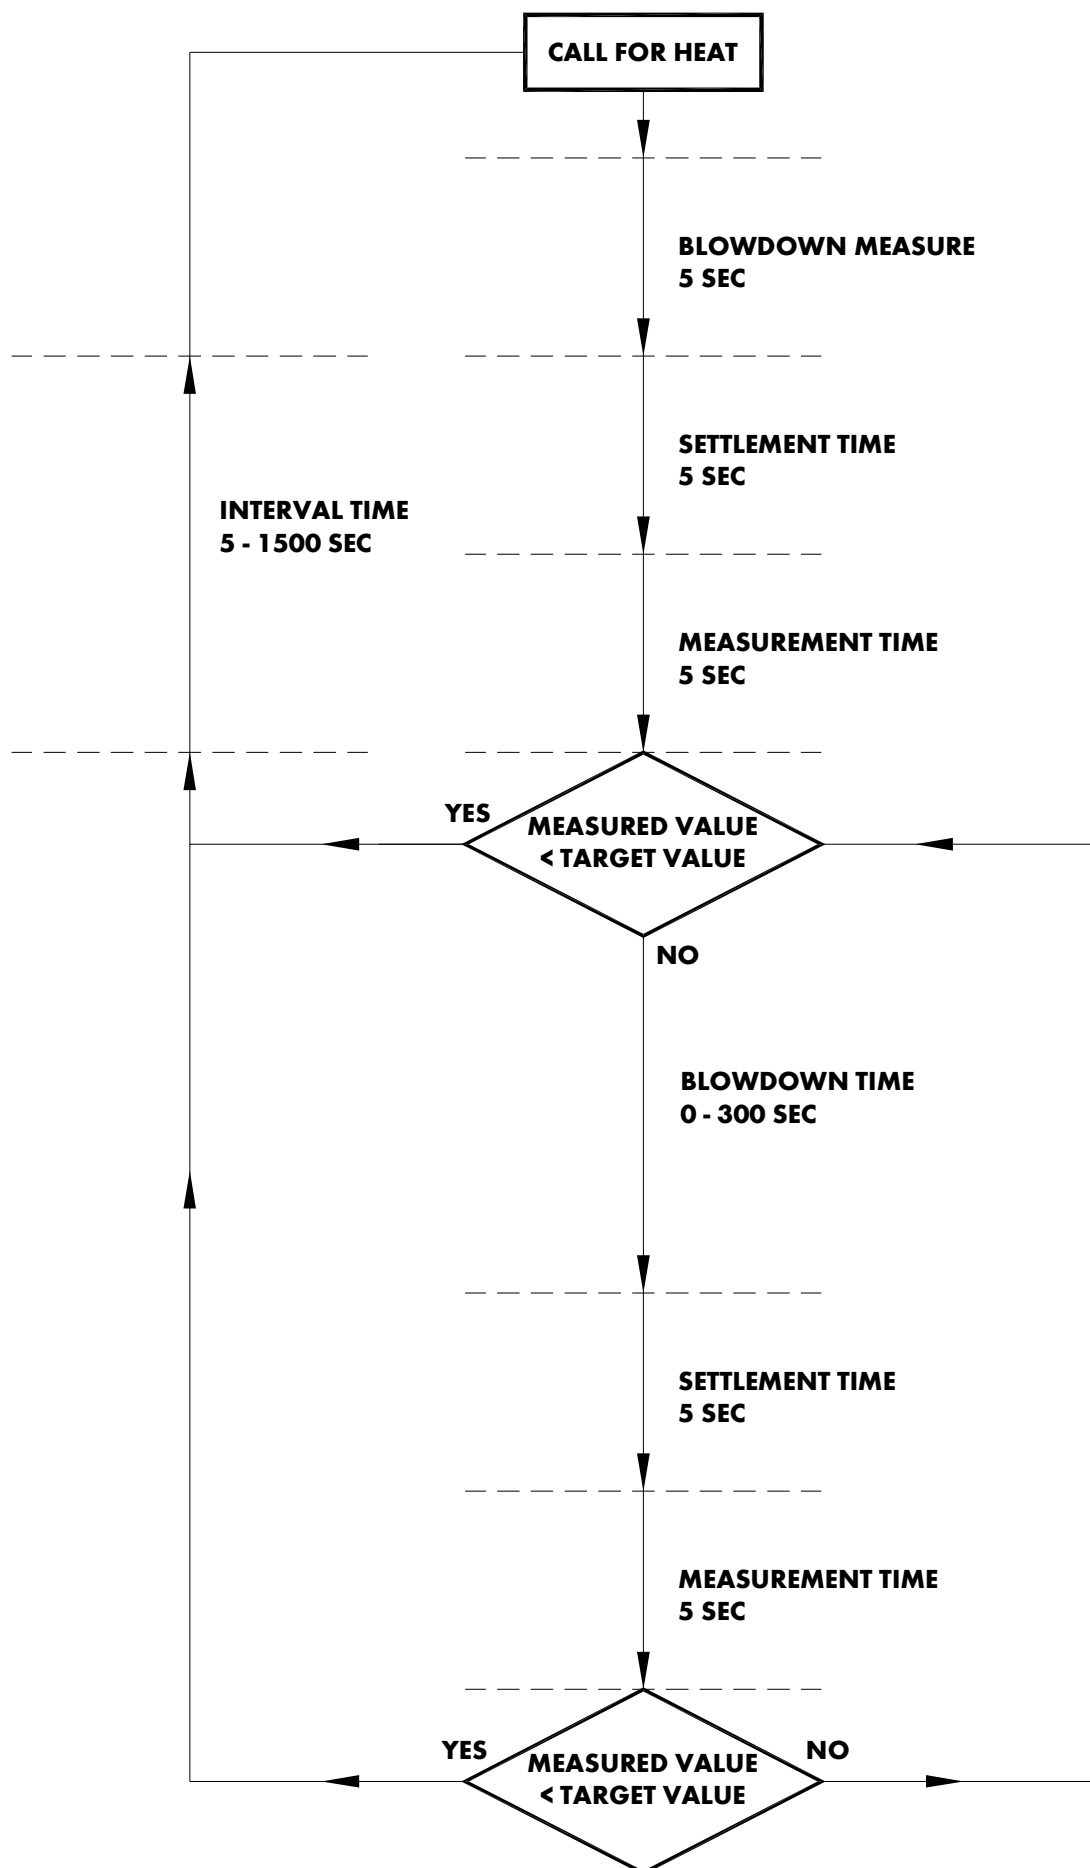 CALL FOR HEAT
BLOWDOWN MEASURE
5 SEC
SETTLEMENT TIME
5 SEC
INTERVAL TIME
5 - 1500 SEC
MEASUREMENT TIME
5 SEC
YES
MEASURED VALUE
< TARGET VALUE
NO
BLOWDOWN TIME
0 - 300 SEC
SETTLEMENT TIME
5 SEC
MEASUREMENT TIME
5 SEC
YES
NO
MEASURED VALUE
< TARGET VALUE